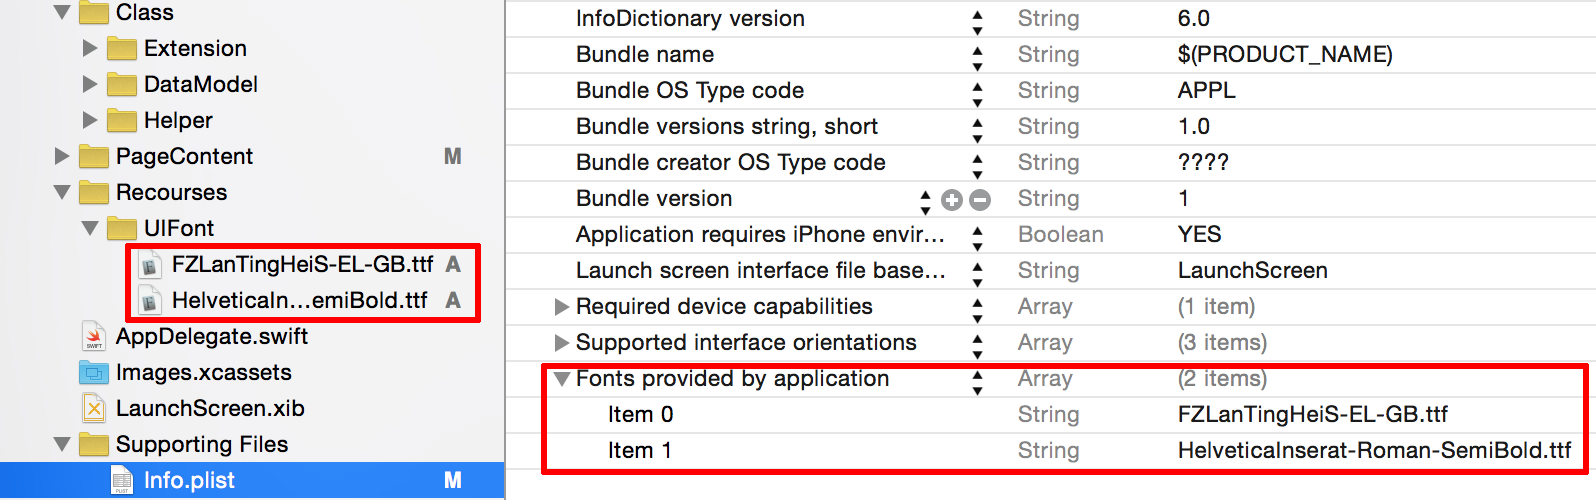 Class
Extension
DataModel
Helper
PageContent M
Recourses
UIFont
FZLanTingHeiS-EL-GB.ttf A
HelveticaIn...emiBold.ttf A
AppDelegate.swift
Images.xcassets
LaunchScreen.xib
Supporting Files
Info.plist M
InfoDictionary version String 6.0
Bundle name String $(PRODUCT_NAME)
Bundle OS Type code String APPL
Bundle versions string, short String 1.0
Bundle creator OS Type code String ????
Bundle version String 1
Application requires iPhone envir... Boolean YES
Launch screen interface file base... String LaunchScreen
Required device capabilities Array (1 item)
Supported interface orientations Array (3 items)
Fonts provided by application Array (2 items)
Item 0 String FZLanTingHeiS-EL-GB.ttf
Item 1 String HelveticaInserat-Roman-SemiBold.ttf